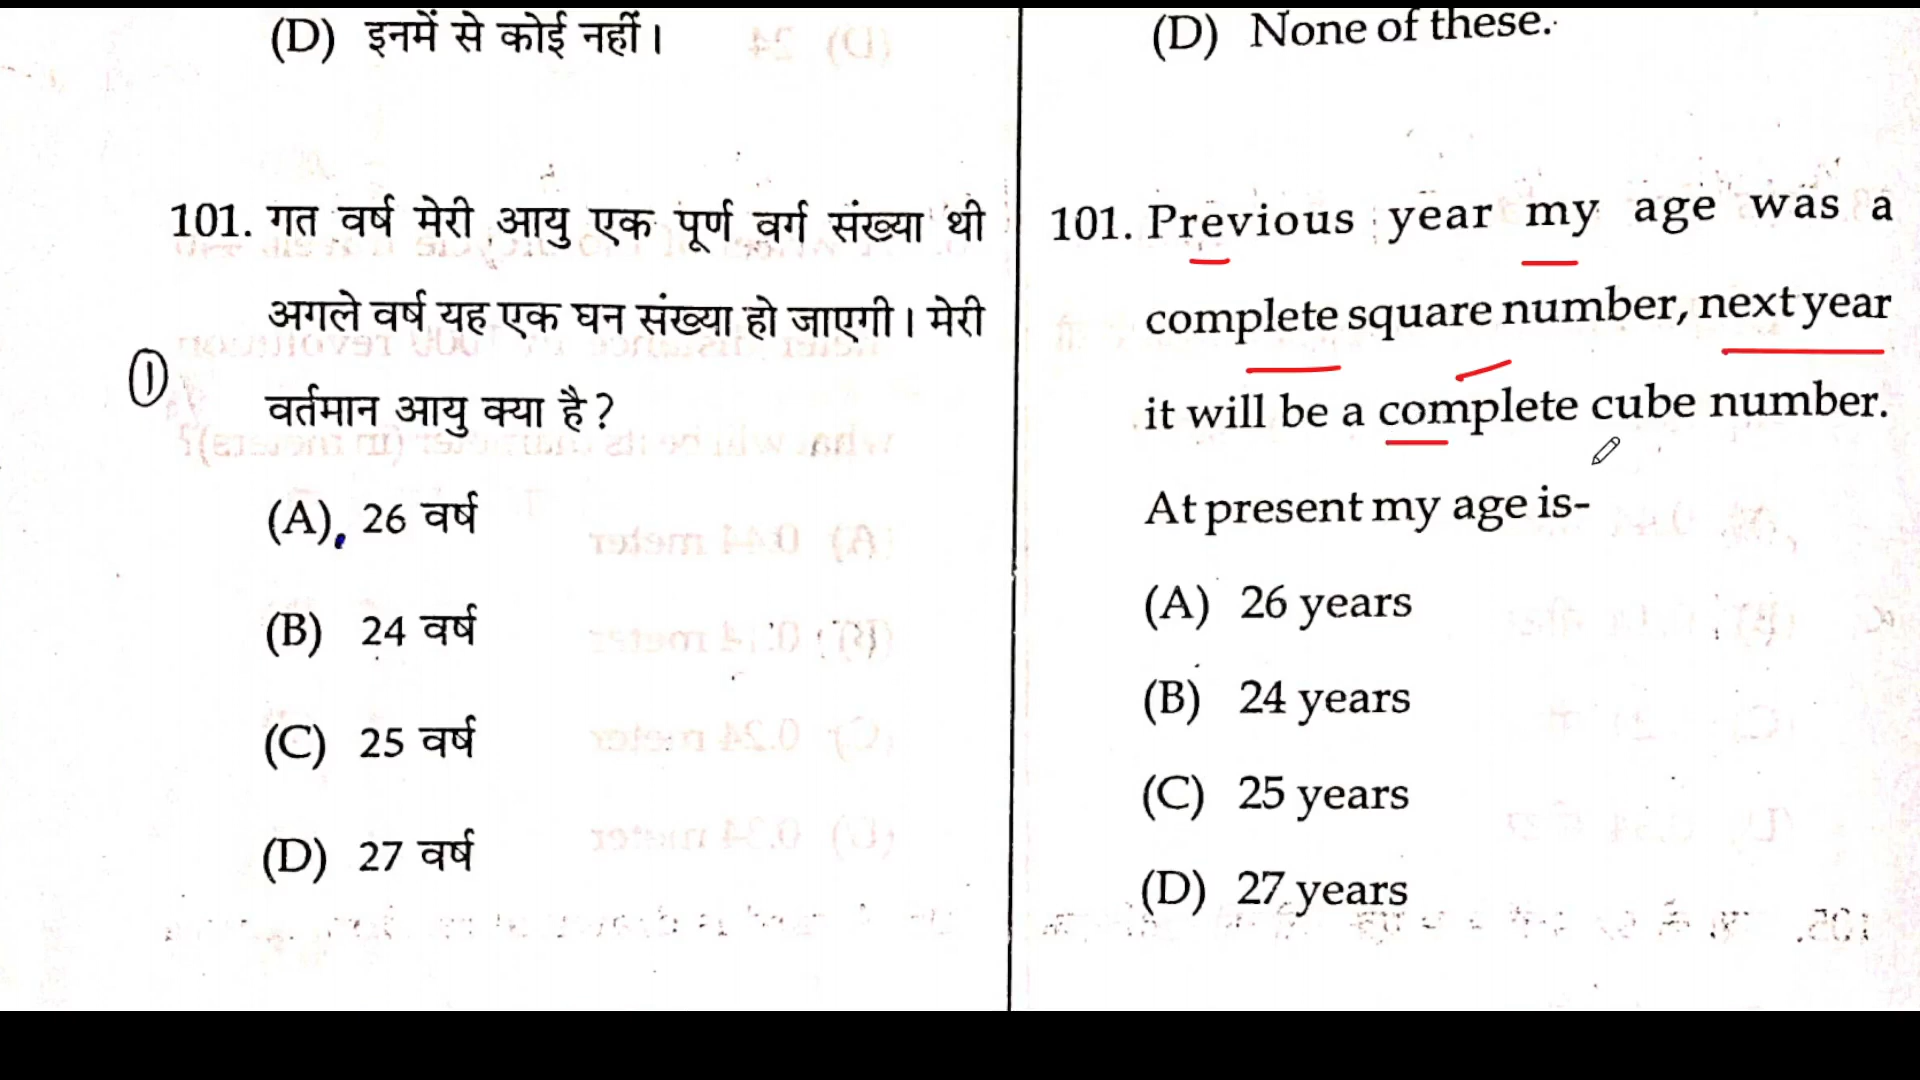 (D) इनमें से कोई नहीं।
101. गत वर्ष मेरी आयु एक पूर्ण वर्ग संख्या थी
अगले वर्ष यह एक घन संख्या हो जाएगी। मेरी
वर्तमान आयु क्या है?
①
(A) 26 वर्ष
(B) 24 वर्ष
(C) 25 वर्ष
(D) 27 वर्ष
(D) None of these.
101. Previous year my age was a
complete square number, next year
it will be a complete cube number.
At present my age is-
(A) 26 years
(B) 24 years
(C) 25 years
(D) 27 years